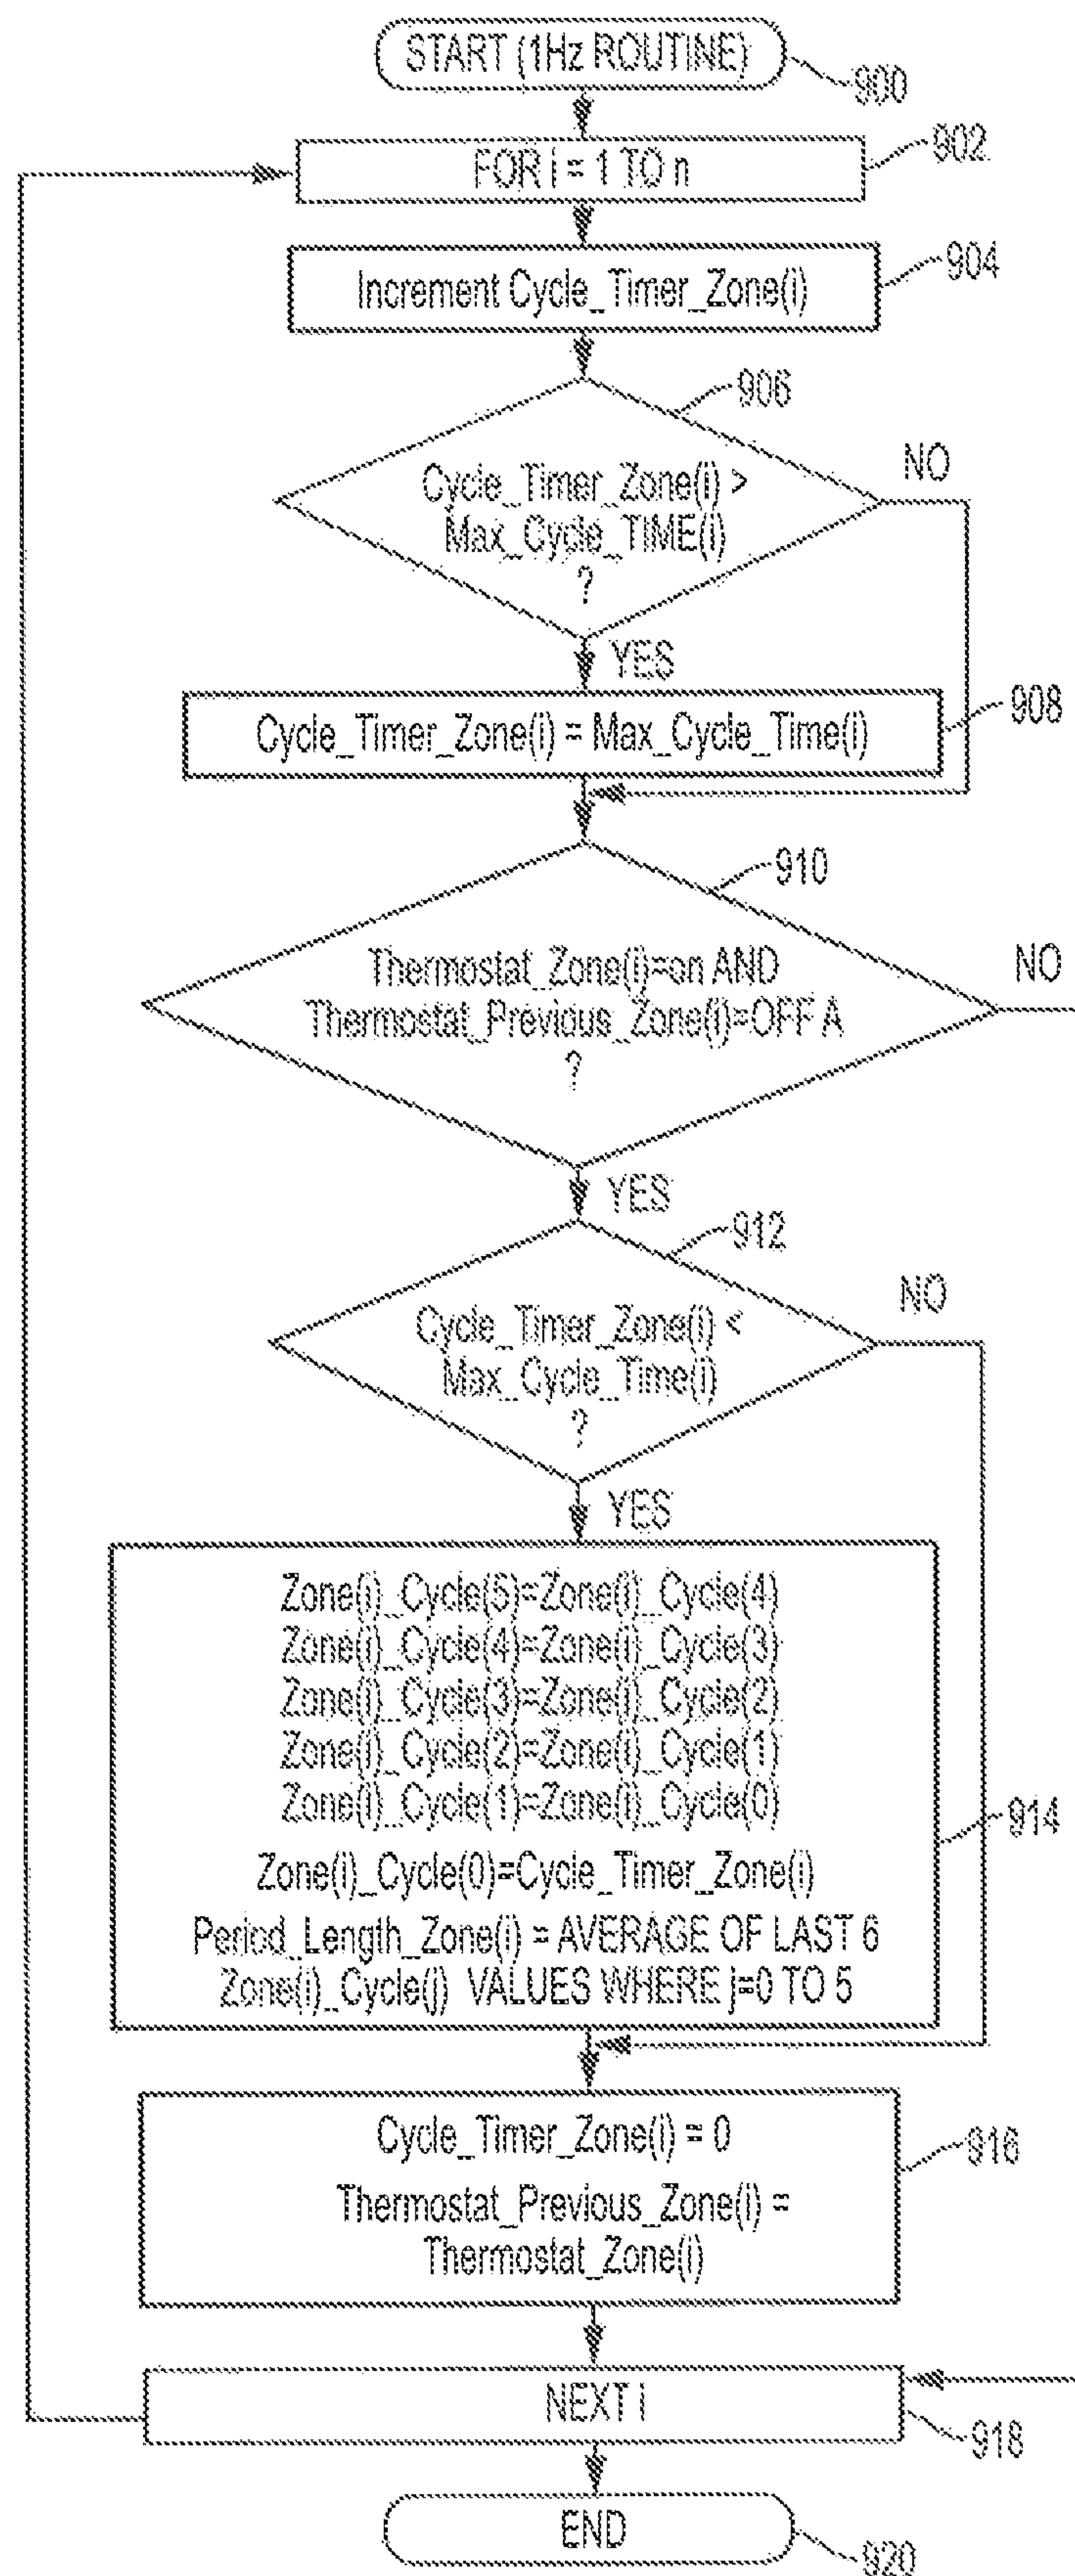 START (1Hz ROUTINE)
900
FOR i = 1 TO n
902
Increment Cycle_Timer_Zone(i)
904
906
Cycle_Timer_Zone(i) >
Max_Cycle_TIME(i)
?
NO
YES
Cycle_Timer_Zone(i) = Max_Cycle_Time(i)
908
910
Thermostat_Zone(i)=on AND
Thermostat_Previous_Zone(i)=OFF A
?
NO
YES
912
Cycle_Timer_Zone(i) <
Max_Cycle_Time(i)
?
NO
YES
Zone(i)_Cycle(5)=Zone(i)_Cycle(4)
Zone(i)_Cycle(4)=Zone(i)_Cycle(3)
Zone(i)_Cycle(3)=Zone(i)_Cycle(2)
Zone(i)_Cycle(2)=Zone(i)_Cycle(1)
Zone(i)_Cycle(1)=Zone(i)_Cycle(0)
Zone(i)_Cycle(0)=Cycle_Timer_Zone(i)
Period_Length_Zone(i) = AVERAGE OF LAST 6
Zone(i)_Cycle(j) VALUES WHERE j=0 TO 5
914
Cycle_Timer_Zone(i) = 0
Thermostat_Previous_Zone(i) =
Thermostat_Zone(i)
916
NEXT i
918
END
920